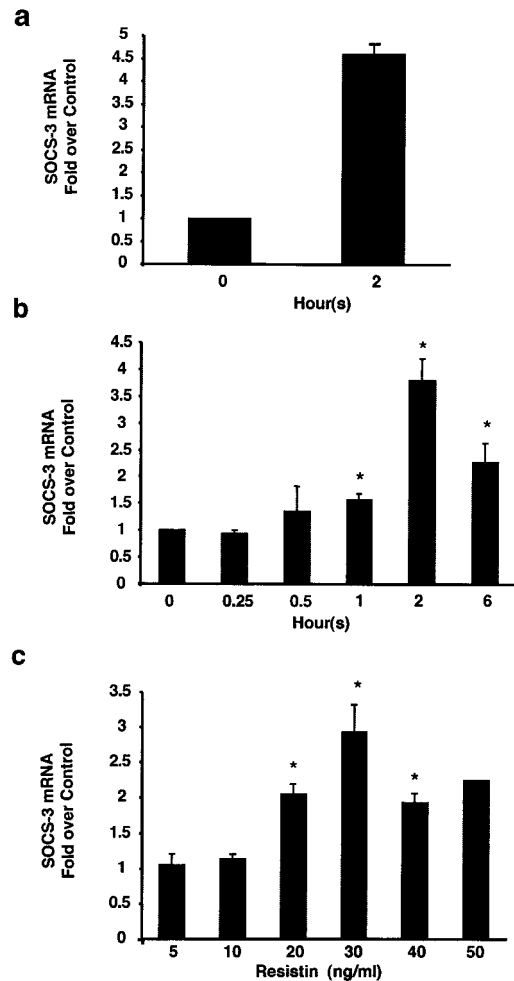 a
SOCS-3 mRNA
Fold over Control
5
4.5
4
3.5
3
2.5
2
1.5
1
0.5
0
0 2
Hour(s)
b
SOCS-3 mRNA
Fold over Control
4.5
4
3.5
3
2.5
2
1.5
1
0.5
0
* * *
0 0.25 0.5 1 2 6
Hour(s)
c
SOCS-3 mRNA
Fold over Control
3.5
3
2.5
2
1.5
1
0.5
0
* * *
5 10 20 30 40 50
Resistin (ng/ml)